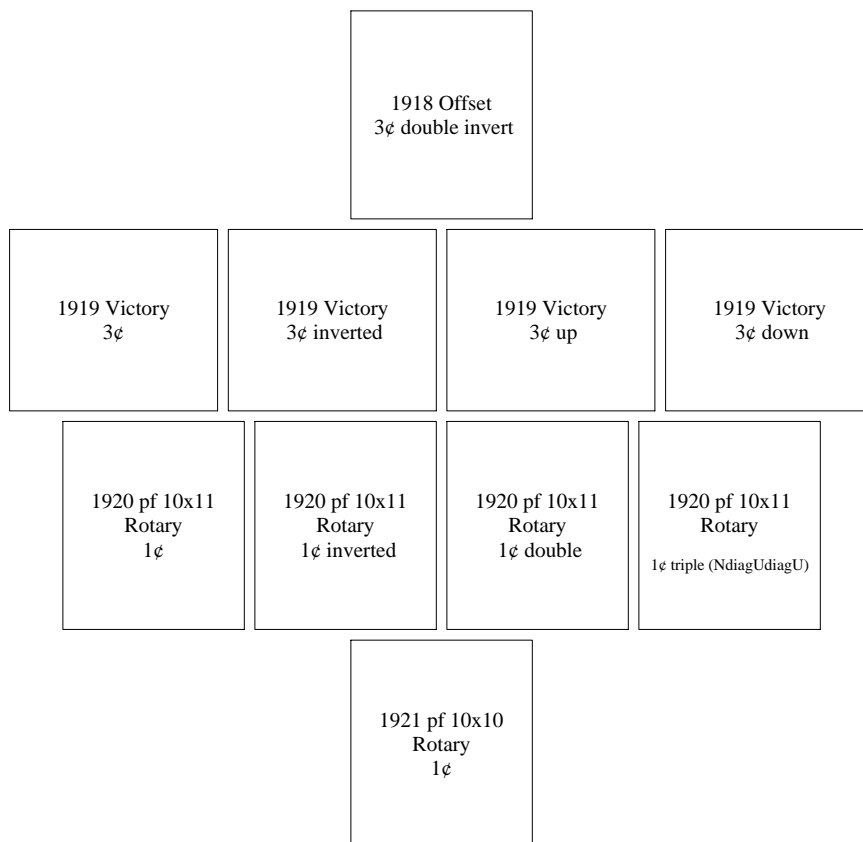 1918 Offset
3¢ double invert
1919 Victory
3¢
1919 Victory
3¢ inverted
1919 Victory
3¢ up
1919 Victory
3¢ down
1920 pf 10x11
Rotary
1¢
1920 pf 10x11
Rotary
1¢ inverted
1920 pf 10x11
Rotary
1¢ double
1920 pf 10x11
Rotary
1¢ triple (NdiagUdiagU)
1921 pf 10x10
Rotary
1¢